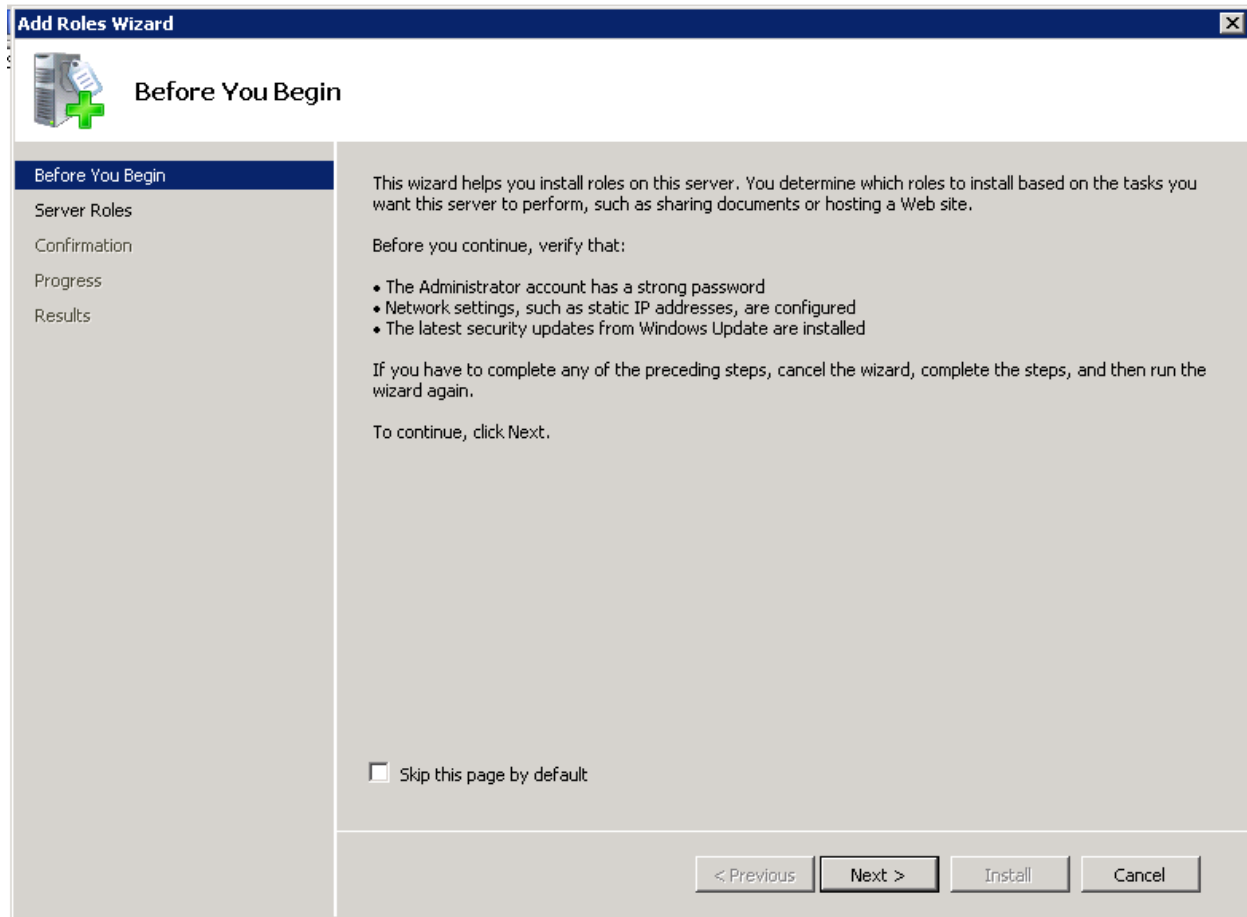 Add Roles Wizard
Before You Begin
Before You Begin
Server Roles
Confirmation
Progress
Results
This wizard helps you install roles on this server. You determine which roles to install based on the tasks you
want this server to perform, such as sharing documents or hosting a Web site.
Before you continue, verify that:
• The Administrator account has a strong password
• Network settings, such as static IP addresses, are configured
• The latest security updates from Windows Update are installed
If you have to complete any of the preceding steps, cancel the wizard, complete the steps, and then run the
wizard again.
To continue, click Next.
Skip this page by default
< Previous
Next >
Install
Cancel